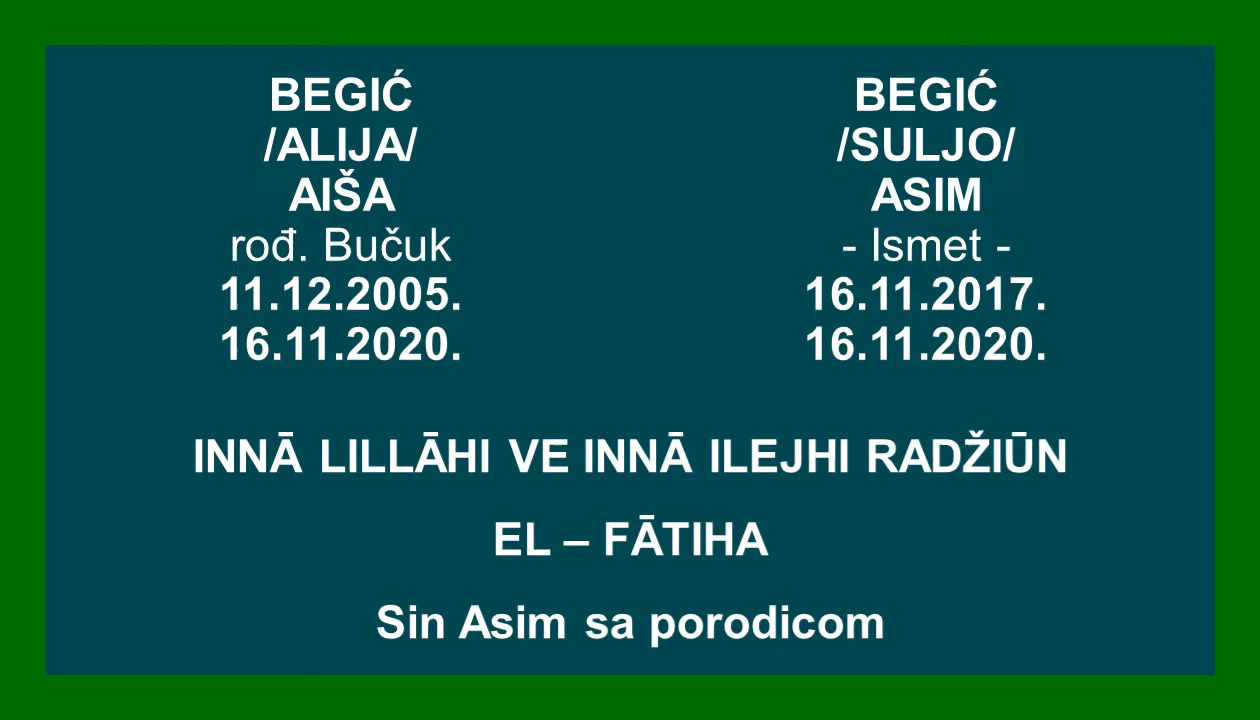 BEGIĆ
/ALIJA/
AIŠA
rođ. Bučuk
11.12.2005.
16.11.2020.
BEGIĆ
/SULJO/
ASIM
- Ismet -
16.11.2017.
16.11.2020.
INNĀ LILLĀHI VE INNĀ ILEJHI RADŽIŪN
EL – FĀTIHA
Sin Asim sa porodicom